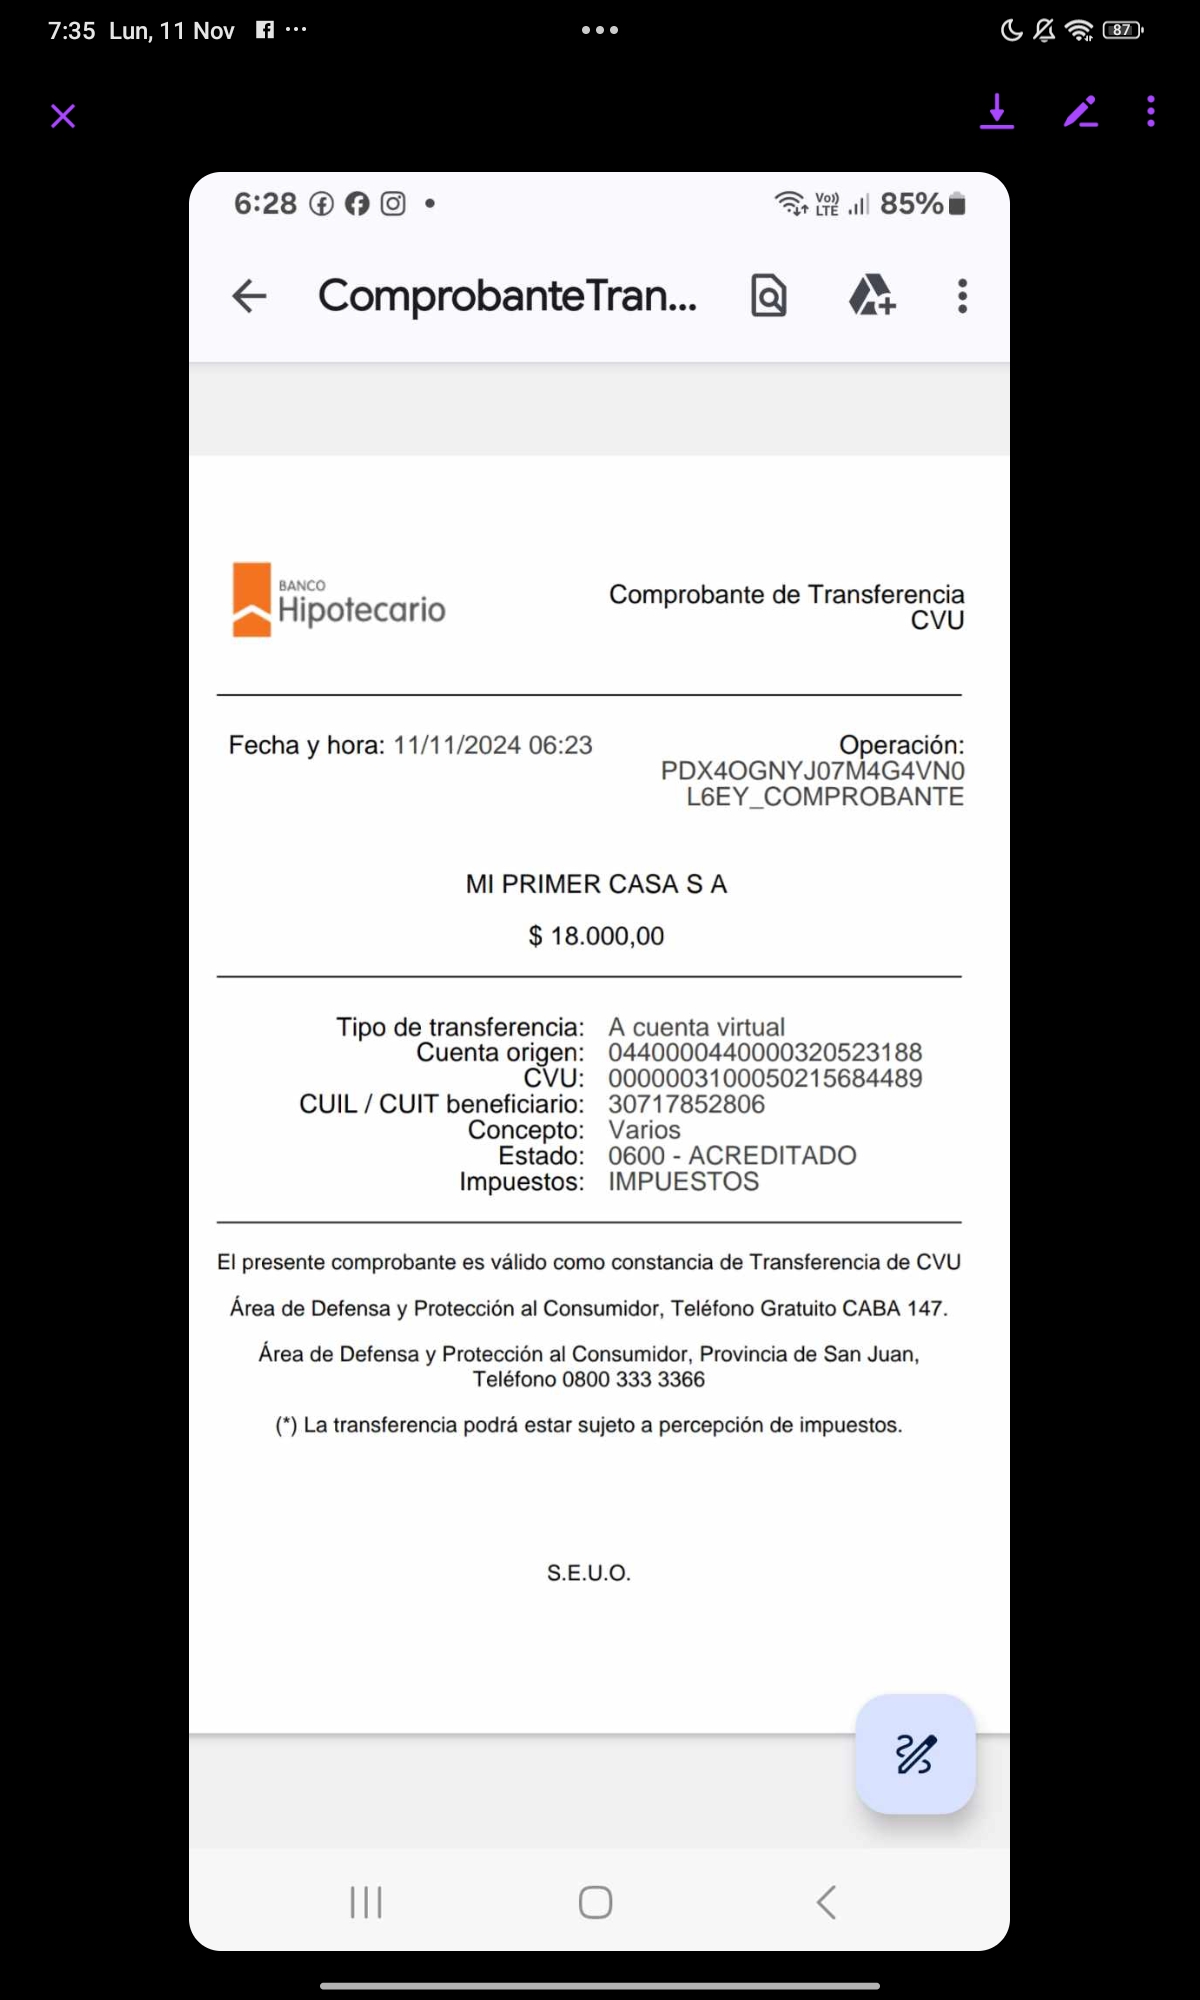 7:35 Lun, 11 Nov
87
6:28
Vo)) LTE 85%
ComprobanteTran...
BANCO
Hipotecario
Comprobante de Transferencia
CVU
Fecha y hora: 11/11/2024 06:23
Operación:
PDX4OGNYJ07M4G4VN0
L6EY_COMPROBANTE
MI PRIMER CASA S A
$ 18.000,00
Tipo de transferencia: A cuenta virtual
Cuenta origen: 0440000440000320523188
CVU: 0000003100050215684489
CUIL / CUIT beneficiario: 30717852806
Concepto: Varios
Estado: 0600 - ACREDITADO
Impuestos: IMPUESTOS
El presente comprobante es válido como constancia de Transferencia de CVU
Área de Defensa y Protección al Consumidor, Teléfono Gratuito CABA 147.
Área de Defensa y Protección al Consumidor, Provincia de San Juan,
Teléfono 0800 333 3366
(*) La transferencia podrá estar sujeto a percepción de impuestos.
S.E.U.O.